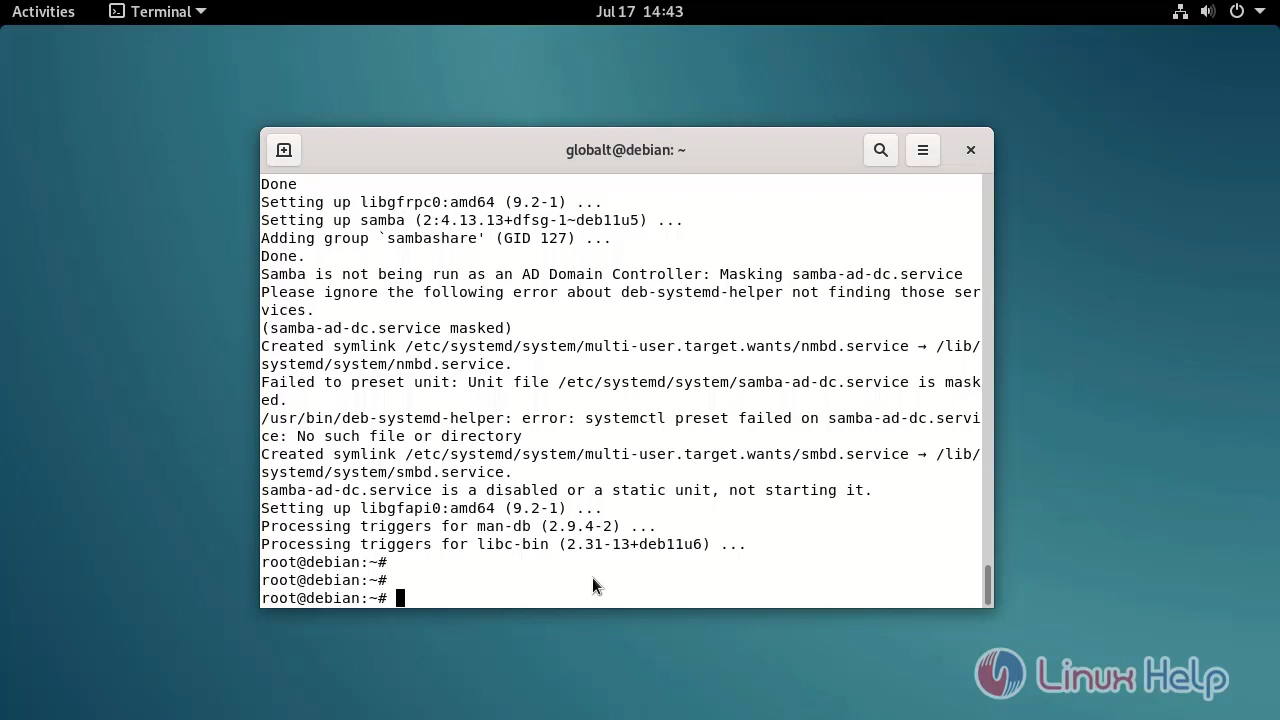 Activities Terminal Jul 17 14:43
globalt@debian: ~
Done
Setting up libgfrpc0:amd64 (9.2-1) ...
Setting up samba (2:4.13.13+dfsg-1~deb11u5) ...
Adding group `sambashare' (GID 127) ...
Done.
Samba is not being run as an AD Domain Controller: Masking samba-ad-dc.service
Please ignore the following error about deb-systemd-helper not finding those ser
vices.
(samba-ad-dc.service masked)
Created symlink /etc/systemd/system/multi-user.target.wants/nmbd.service → /lib/
systemd/system/nmbd.service.
Failed to preset unit: Unit file /etc/systemd/system/samba-ad-dc.service is mask
ed.
/usr/bin/deb-systemd-helper: error: systemctl preset failed on samba-ad-dc.servi
ce: No such file or directory
Created symlink /etc/systemd/system/multi-user.target.wants/smbd.service → /lib/
systemd/system/smbd.service.
samba-ad-dc.service is a disabled or a static unit, not starting it.
Setting up libgfapi0:amd64 (9.2-1) ...
Processing triggers for man-db (2.9.4-2) ...
Processing triggers for libc-bin (2.31-13+deb11u6) ...
root@debian:~#
root@debian:~#
root@debian:~#
Linux Help